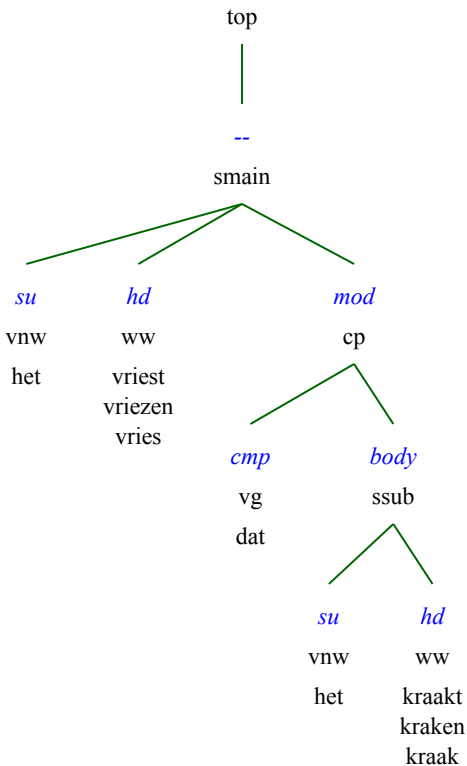 top
--
smain
su hd mod
vnw ww cp
het vriest
vriezen
vries
cmp body
vg ssub
dat
su hd
vnw ww
het kraakt
kraken
kraak